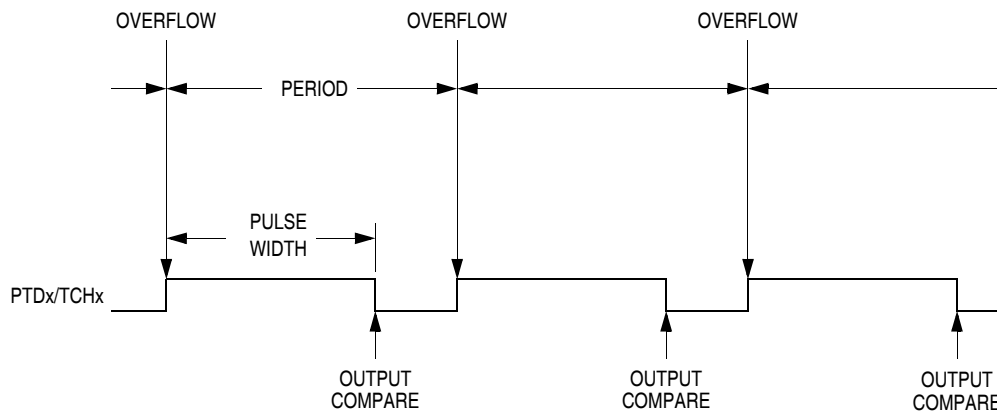 OVERFLOW
OVERFLOW
OVERFLOW
PERIOD
PULSE
WIDTH
PTDx/TCHx
OUTPUT
COMPARE
OUTPUT
COMPARE
OUTPUT
COMPARE